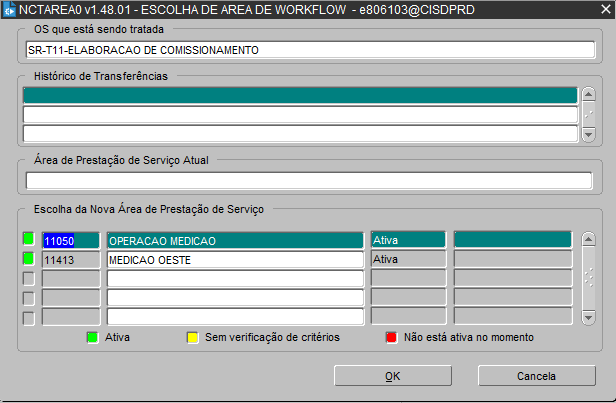 NCTAREA0 v1.48.01 - ESCOLHA DE AREA DE WORKFLOW - e806103@CISDPRD
OS que está sendo tratada
SR-T11-ELABORACAO DE COMISSIONAMENTO
Histórico de Transferências
Área de Prestação de Serviço Atual
Escolha da Nova Área de Prestação de Serviço
11050 OPERACAO MEDICAO Ativa
11413 MEDICAO OESTE Ativa
Ativa Sem verificação de critérios Não está ativa no momento
OK Cancela